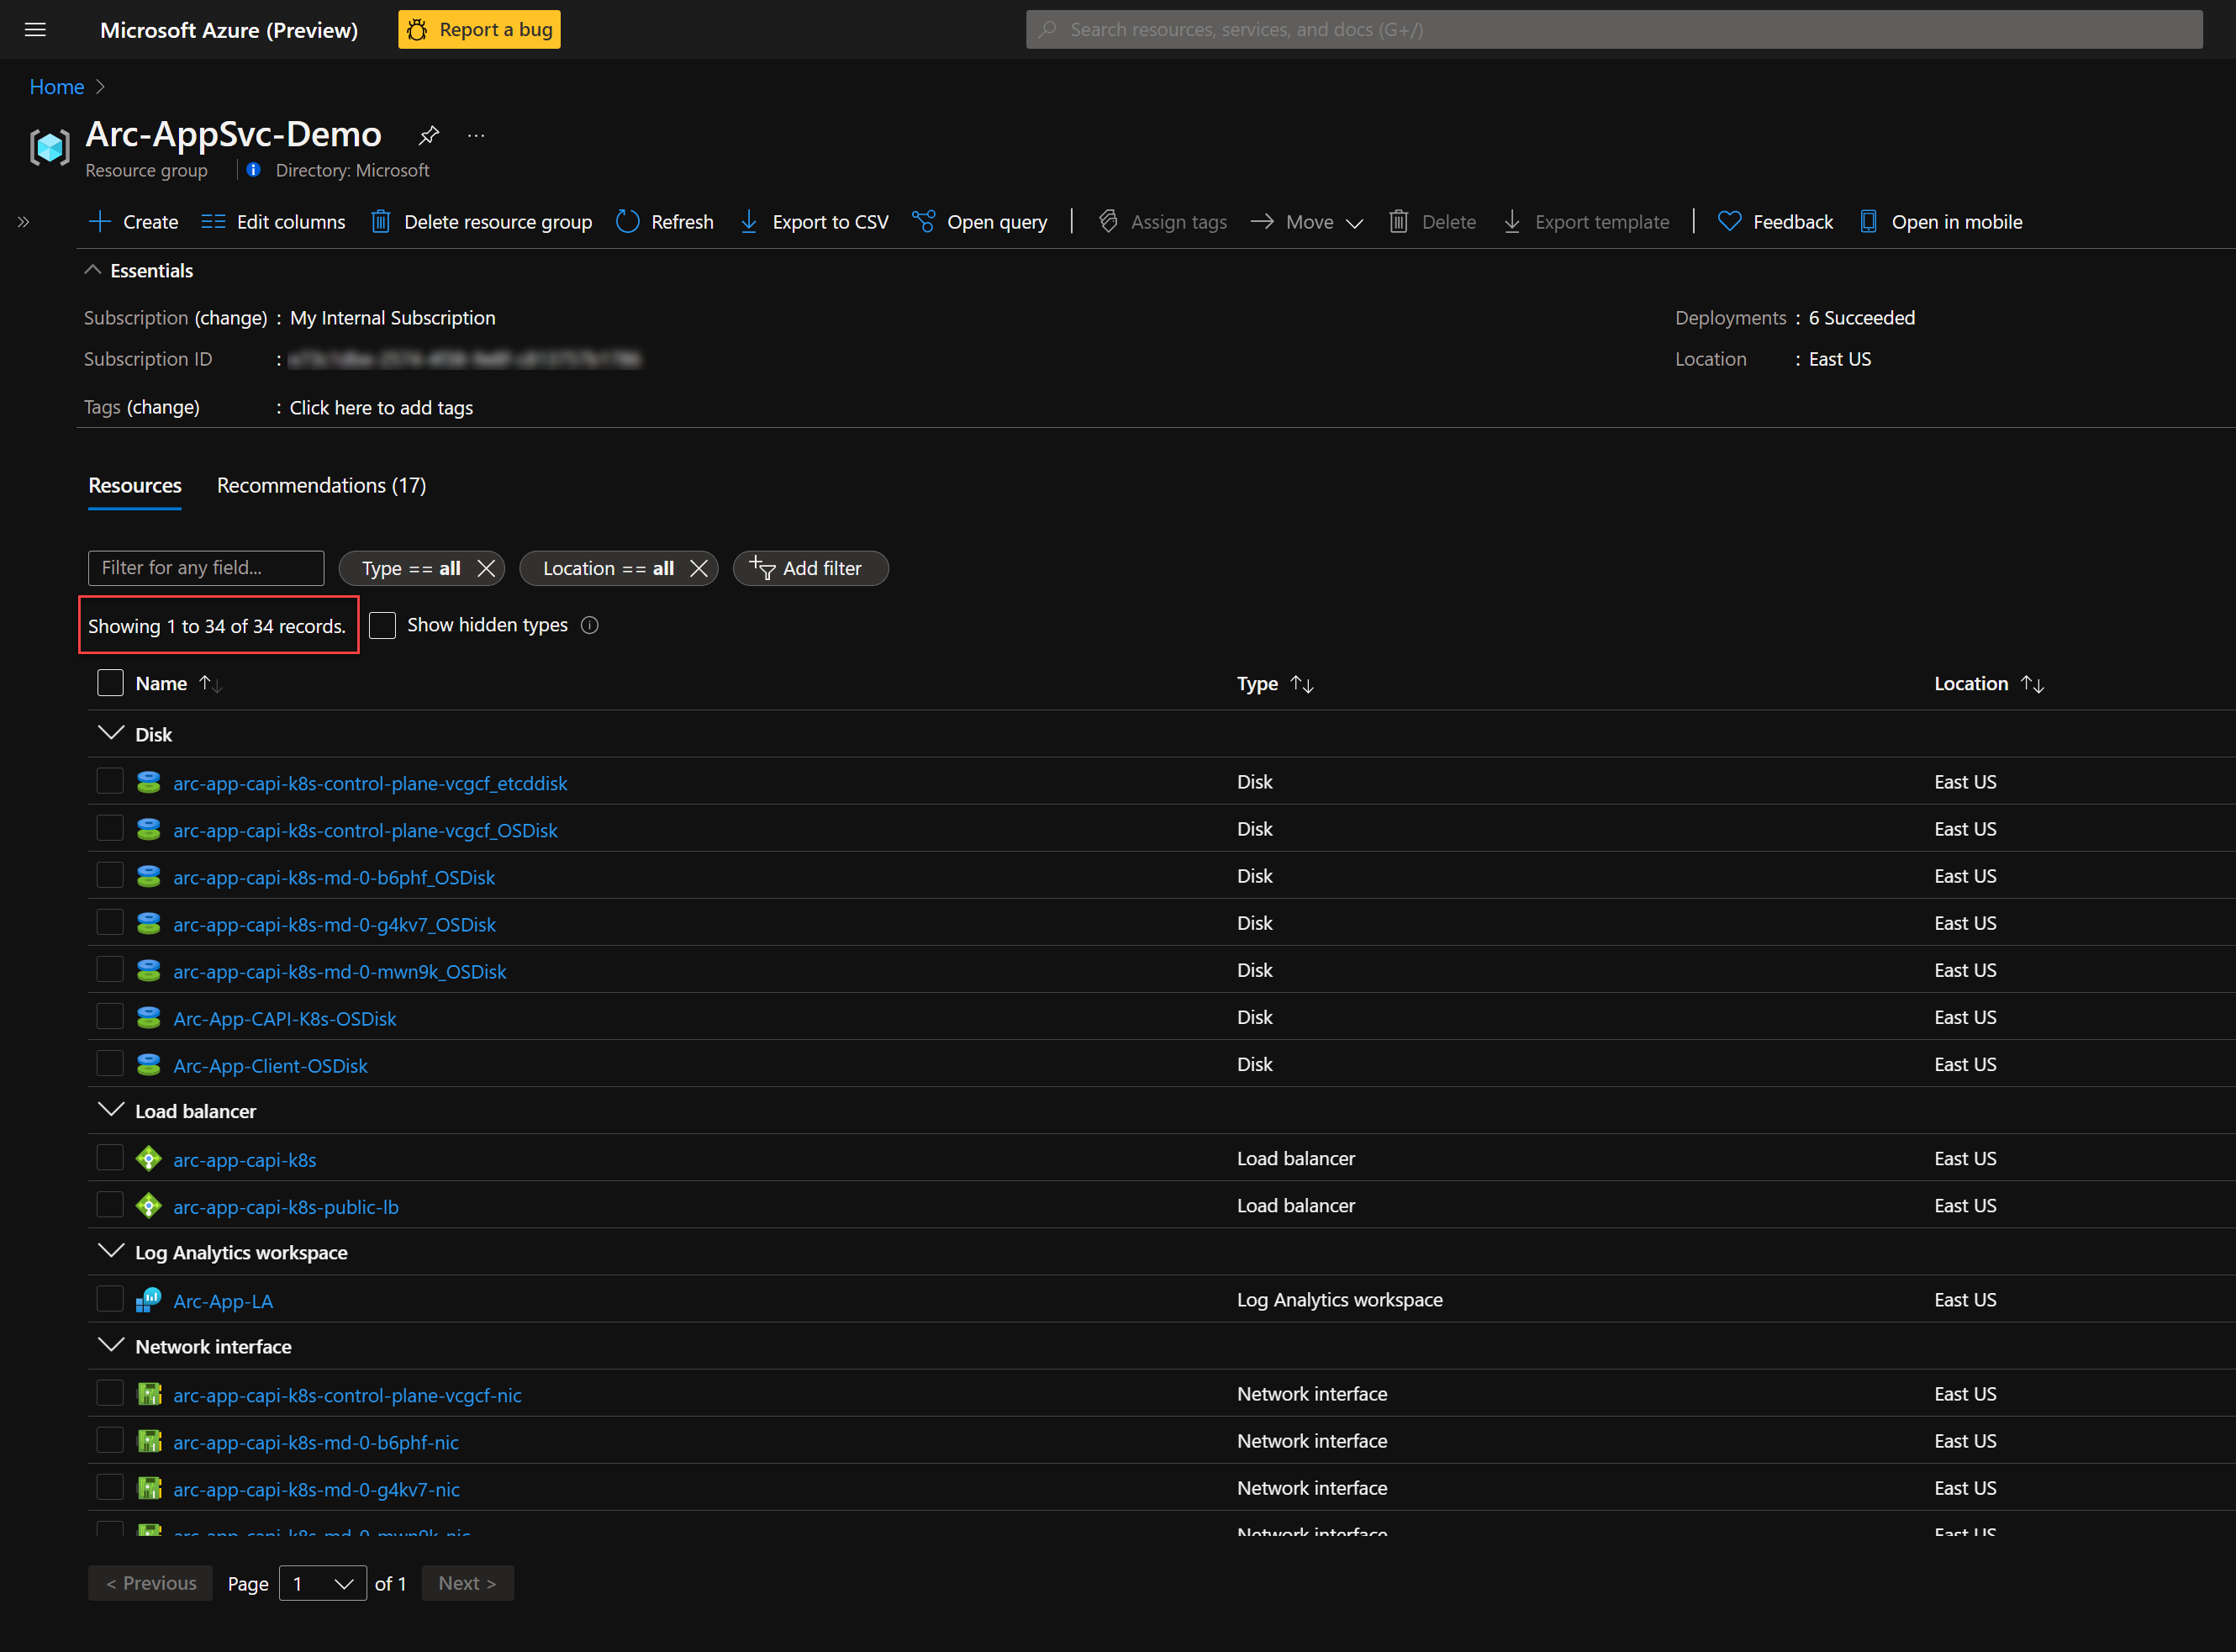 Microsoft Azure (Preview) Report a bug Search resources, services, and docs (G+/)
Home >
Arc-AppSvc-Demo ...
Resource group Directory: Microsoft
Create Edit columns Delete resource group Refresh Export to CSV Open query Assign tags Move Delete Export template Feedback Open in mobile
Essentials
Subscription (change) : My Internal Subscription Deployments : 6 Succeeded
Subscription ID : Location : East US
Tags (change) : Click here to add tags
Resources Recommendations (17)
Filter for any field... Type == all Location == all Add filter
Showing 1 to 34 of 34 records. Show hidden types
Name Type Location
Disk
arc-app-capi-k8s-control-plane-vcgcf_etcddisk Disk East US
arc-app-capi-k8s-control-plane-vcgcf_OSDisk Disk East US
arc-app-capi-k8s-md-0-b6phf_OSDisk Disk East US
arc-app-capi-k8s-md-0-g4kv7_OSDisk Disk East US
arc-app-capi-k8s-md-0-mwn9k_OSDisk Disk East US
Arc-App-CAPI-K8s-OSDisk Disk East US
Arc-App-Client-OSDisk Disk East US
Load balancer
arc-app-capi-k8s Load balancer East US
arc-app-capi-k8s-public-lb Load balancer East US
Log Analytics workspace
Arc-App-LA Log Analytics workspace East US
Network interface
arc-app-capi-k8s-control-plane-vcgcf-nic Network interface East US
arc-app-capi-k8s-md-0-b6phf-nic Network interface East US
arc-app-capi-k8s-md-0-g4kv7-nic Network interface East US
arc-app-capi-k8s-md-0-mwn9k-nic Network interface East US
< Previous Page 1 of 1 Next >